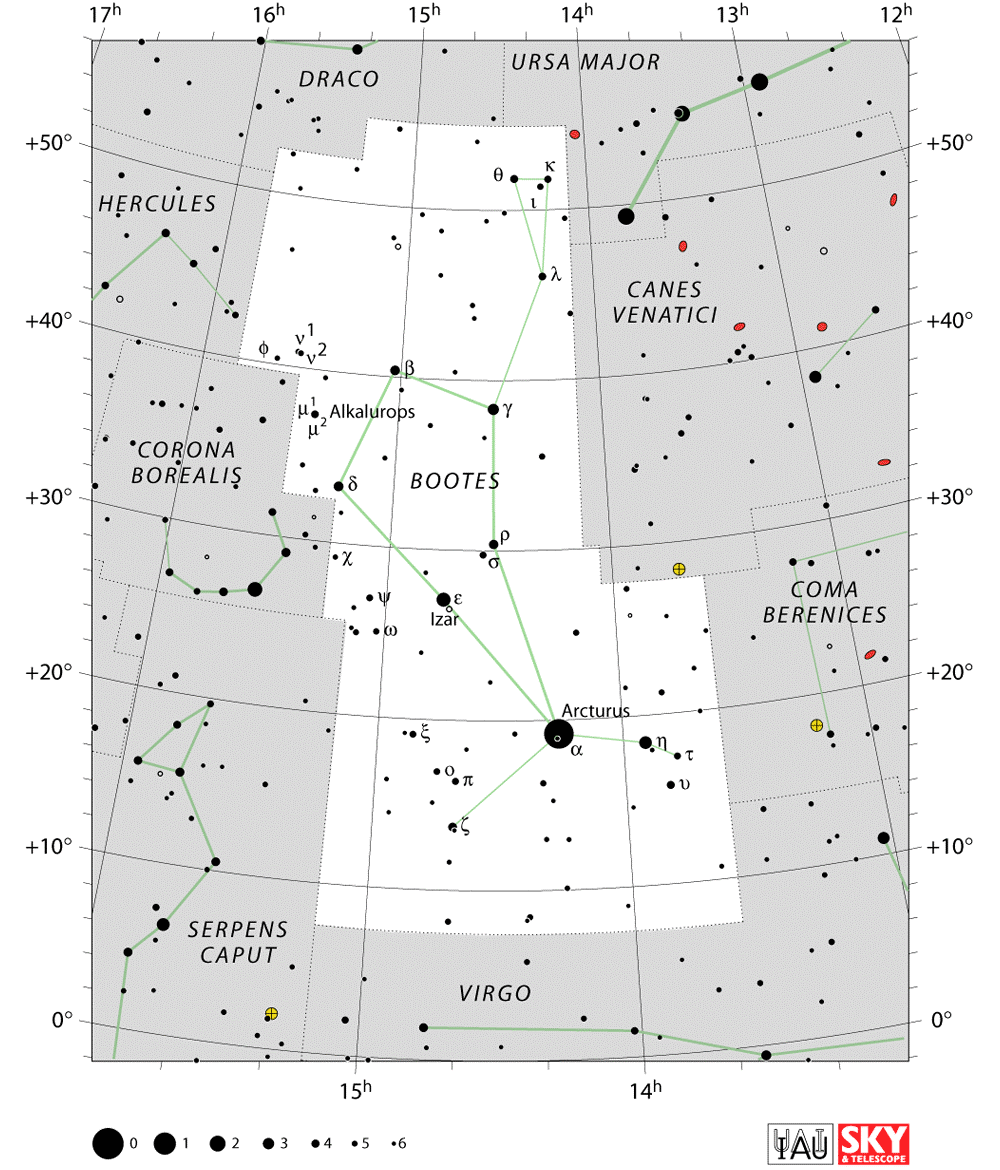 17h 16h 15h 14h 13h 12h
DRACO
URSA MAJOR
+50° +50°
θ κ
ι
HERCULES
λ
CANES
VENATICI
+40° +40°
φ ν1
ν2
β
μ1 Alkalurops
μ2
γ
CORONA
BOREALIS
BOOTES
δ
+30° +30°
ρ
σ
χ
COMA
BERENICES
ψ ε
Izar
ω
+20° +20°
Arcturus
ξ α η τ
ο π υ
ζ
+10° +10°
SERPENS
CAPUT
VIRGO
0° 0°
15h 14h
0 1 2 3 4 5 6
IAU
SKY
& TELESCOPE